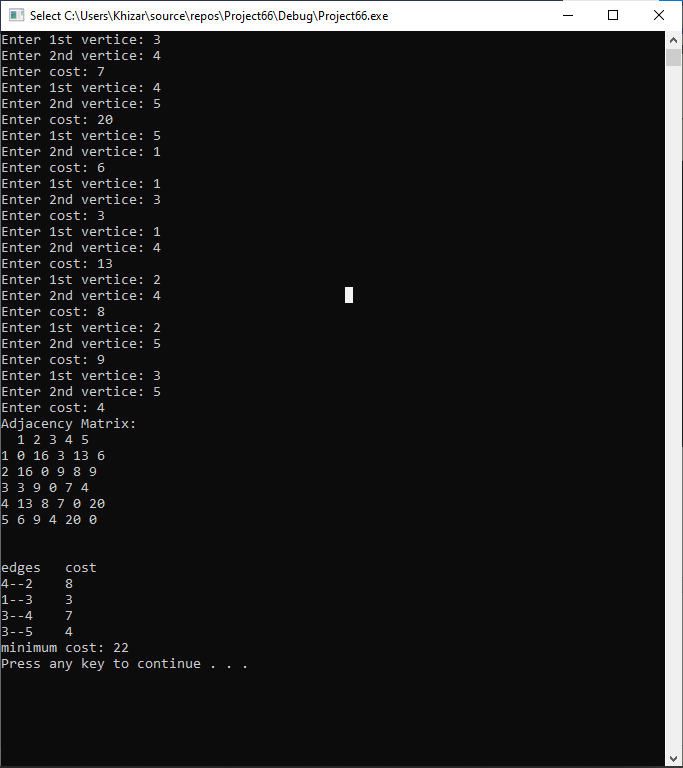 Select C:\Users\Khizar\source\repos\Project66\Debug\Project66.exe
Enter 1st vertice: 3
Enter 2nd vertice: 4
Enter cost: 7
Enter 1st vertice: 4
Enter 2nd vertice: 5
Enter cost: 20
Enter 1st vertice: 5
Enter 2nd vertice: 1
Enter cost: 6
Enter 1st vertice: 1
Enter 2nd vertice: 3
Enter cost: 3
Enter 1st vertice: 1
Enter 2nd vertice: 4
Enter cost: 13
Enter 1st vertice: 2
Enter 2nd vertice: 4
Enter cost: 8
Enter 1st vertice: 2
Enter 2nd vertice: 5
Enter cost: 9
Enter 1st vertice: 3
Enter 2nd vertice: 5
Enter cost: 4
Adjacency Matrix:
  1 2 3 4 5
1 0 16 3 13 6
2 16 0 9 8 9
3 3 9 0 7 4
4 13 8 7 0 20
5 6 9 4 20 0
edges   cost
4--2    8
1--3    3
3--4    7
3--5    4
minimum cost: 22
Press any key to continue . . .